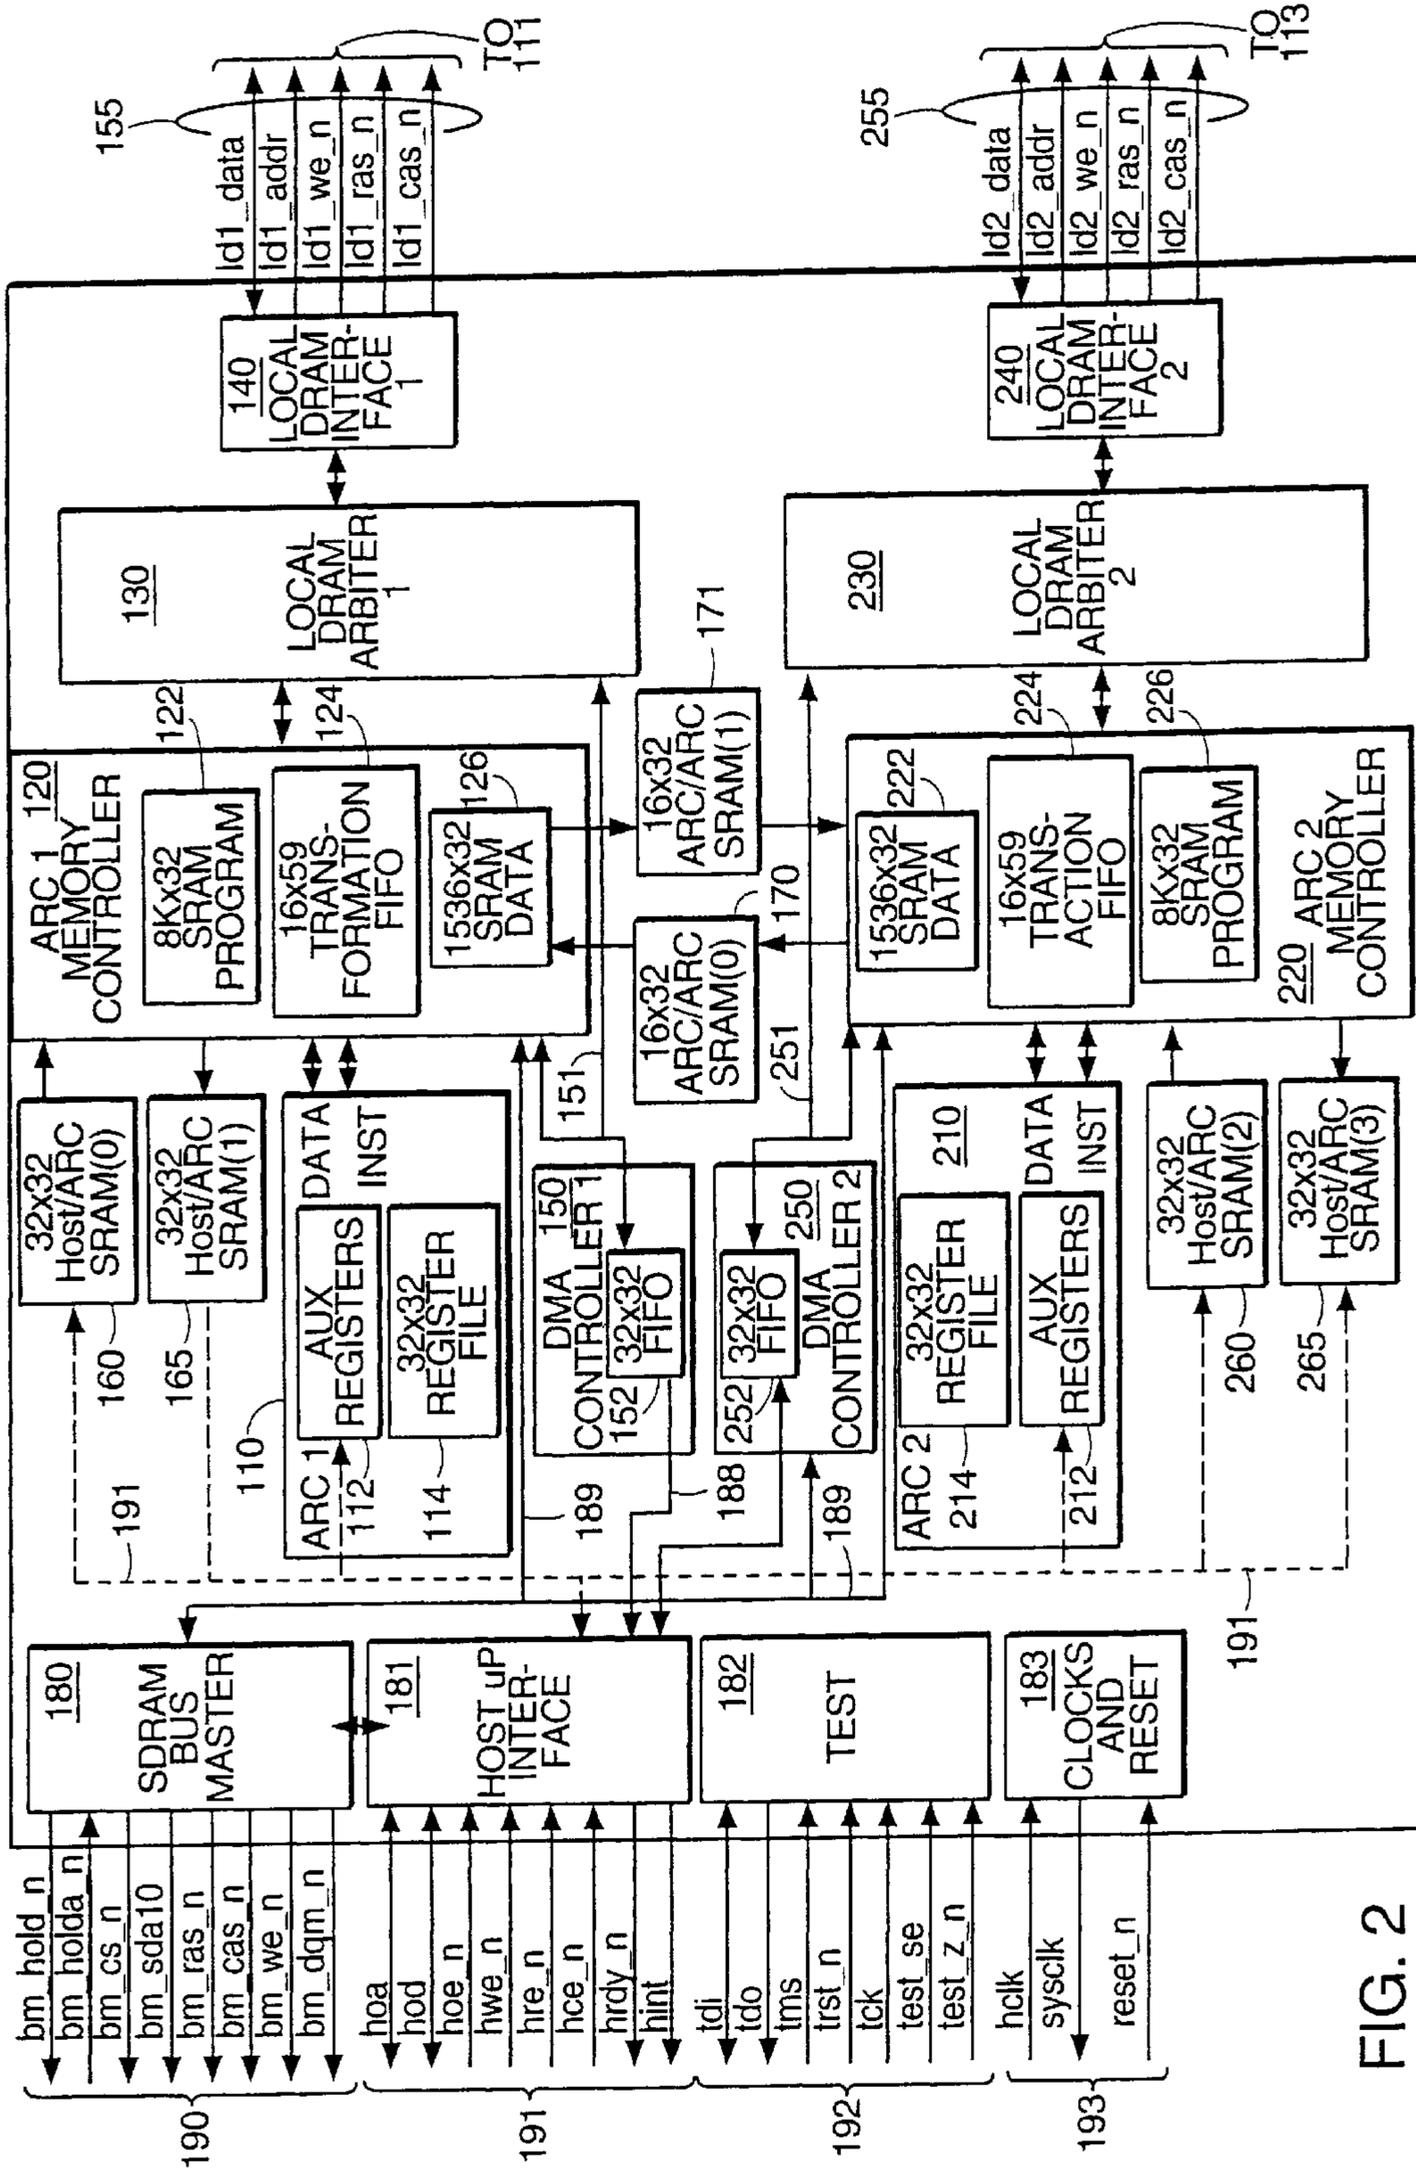 bm_hold_n
bm_holda_n
bm_cs_n
bm_sda10
bm_ras_n
bm_cas_n
bm_we_n
bm_dqm_n
190
hoa
hod
hoe_n
hwe_n
hre_n
hce_n
hrdy_n
hint
191
tdi
tdo
tms
trst_n
tck
test_se
test_z_n
192
hclk
sysclk
reset_n
193
180
SDRAM
BUS
MASTER
181
HOST uP
INTER-
FACE
182
TEST
183
CLOCKS
AND
RESET
191
191
189
189
188
32x32
Host/ARC
SRAM(0)
160
32x32
Host/ARC
SRAM(1)
165
110
ARC 1
112
AUX
REGISTERS
114
32x32
REGISTER
FILE
DATA
INST
DMA
CONTROLLER 1
150
152
32x32
FIFO
252
32x32
FIFO
250
DMA
CONTROLLER 2
ARC 2
210
214
32x32
REGISTER
FILE
212
AUX
REGISTERS
DATA
INST
32x32
Host/ARC
SRAM(2)
260
32x32
Host/ARC
SRAM(3)
265
151
251
ARC 1
120
MEMORY
CONTROLLER
8Kx32
SRAM
PROGRAM
122
16x59
TRANS-
FORMATION
FIFO
124
1536x32
SRAM
DATA
126
16x32
ARC/ARC
SRAM(0)
170
16x32
ARC/ARC
SRAM(1)
171
1536x32
SRAM
DATA
222
16x59
TRANS-
ACTION
FIFO
224
8Kx32
SRAM
PROGRAM
226
220
ARC 2
MEMORY
CONTROLLER
130
LOCAL
DRAM
ARBITER
1
230
LOCAL
DRAM
ARBITER
2
140
LOCAL
DRAM
INTER-
FACE
1
240
LOCAL
DRAM
INTER-
FACE
2
155
ld1_data
ld1_addr
ld1_we_n
ld1_ras_n
ld1_cas_n
TO
111
255
ld2_data
ld2_addr
ld2_we_n
ld2_ras_n
ld2_cas_n
TO
113
FIG. 2